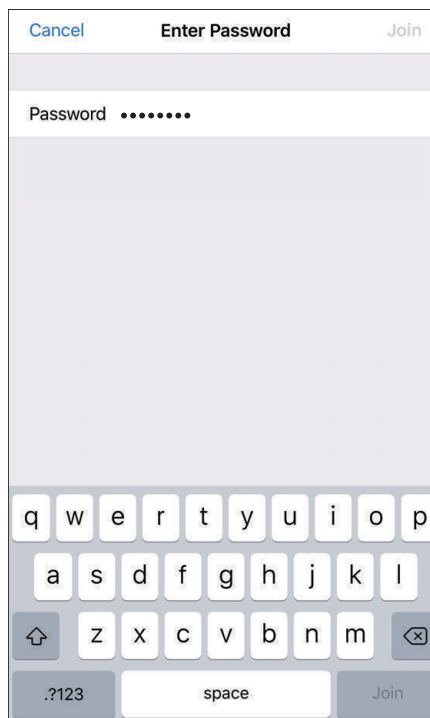 Cancel Enter Password Join
Password ••••••••
q w e r t y u i o p
a s d f g h j k l
z x c v b n m
.?123 space Join